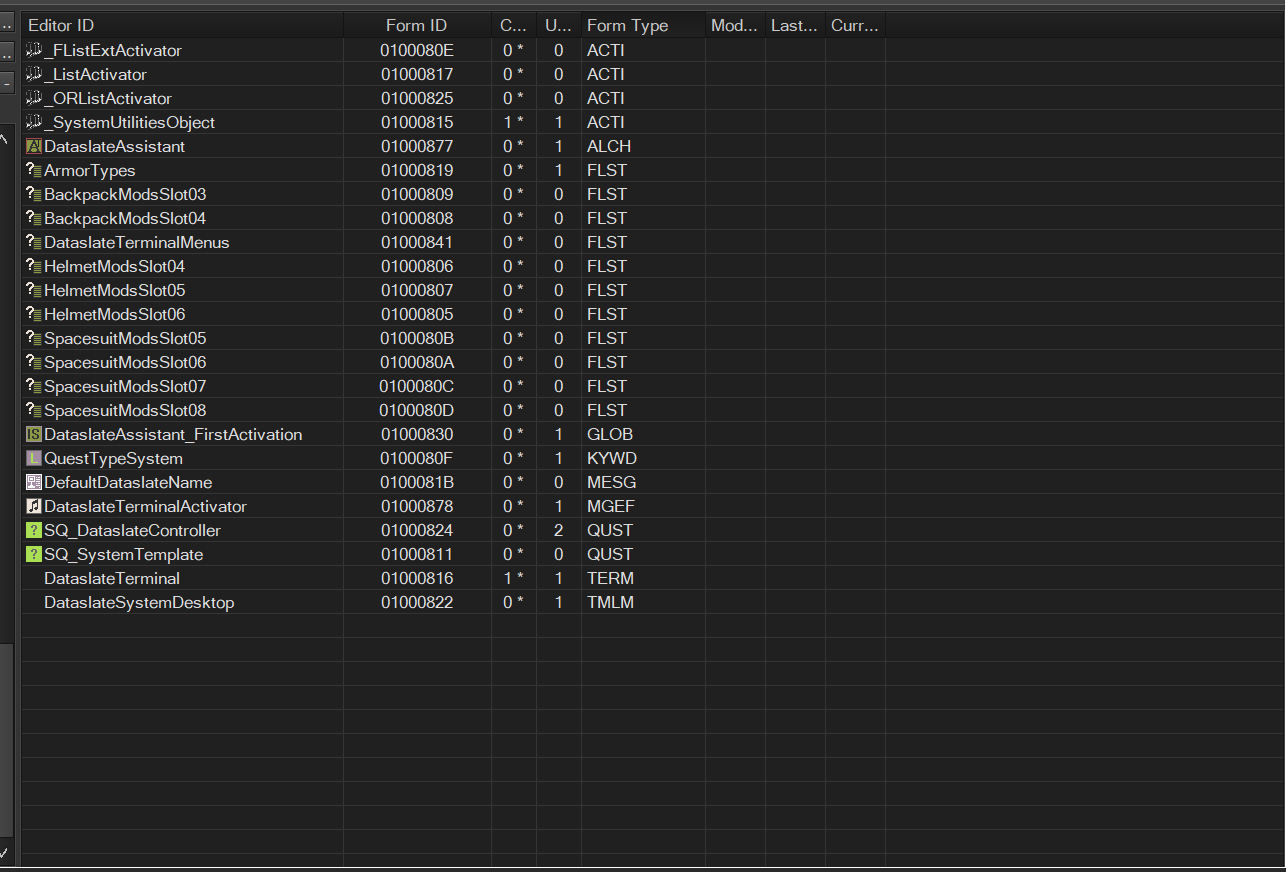 Editor ID Form ID C... U... Form Type Mod... Last... Curr...
_FListExtActivator 0100080E 0 * 0 ACTI
_ListActivator 01000817 0 * 0 ACTI
_ORListActivator 01000825 0 * 0 ACTI
_SystemUtilitiesObject 01000815 1 * 1 ACTI
DataslateAssistant 01000877 0 * 1 ALCH
ArmorTypes 01000819 0 * 1 FLST
BackpackModsSlot03 01000809 0 * 0 FLST
BackpackModsSlot04 01000808 0 * 0 FLST
DataslateTerminalMenus 01000841 0 * 0 FLST
HelmetModsSlot04 01000806 0 * 0 FLST
HelmetModsSlot05 01000807 0 * 0 FLST
HelmetModsSlot06 01000805 0 * 0 FLST
SpacesuitModsSlot05 0100080B 0 * 0 FLST
SpacesuitModsSlot06 0100080A 0 * 0 FLST
SpacesuitModsSlot07 0100080C 0 * 0 FLST
SpacesuitModsSlot08 0100080D 0 * 0 FLST
DataslateAssistant_FirstActivation 01000830 0 * 1 GLOB
QuestTypeSystem 0100080F 0 * 1 KYWD
DefaultDataslateName 0100081B 0 * 0 MESG
DataslateTerminalActivator 01000878 0 * 1 MGEF
SQ_DataslateController 01000824 0 * 2 QUST
SQ_SystemTemplate 01000811 0 * 0 QUST
DataslateTerminal 01000816 1 * 1 TERM
DataslateSystemDesktop 01000822 0 * 1 TMLM